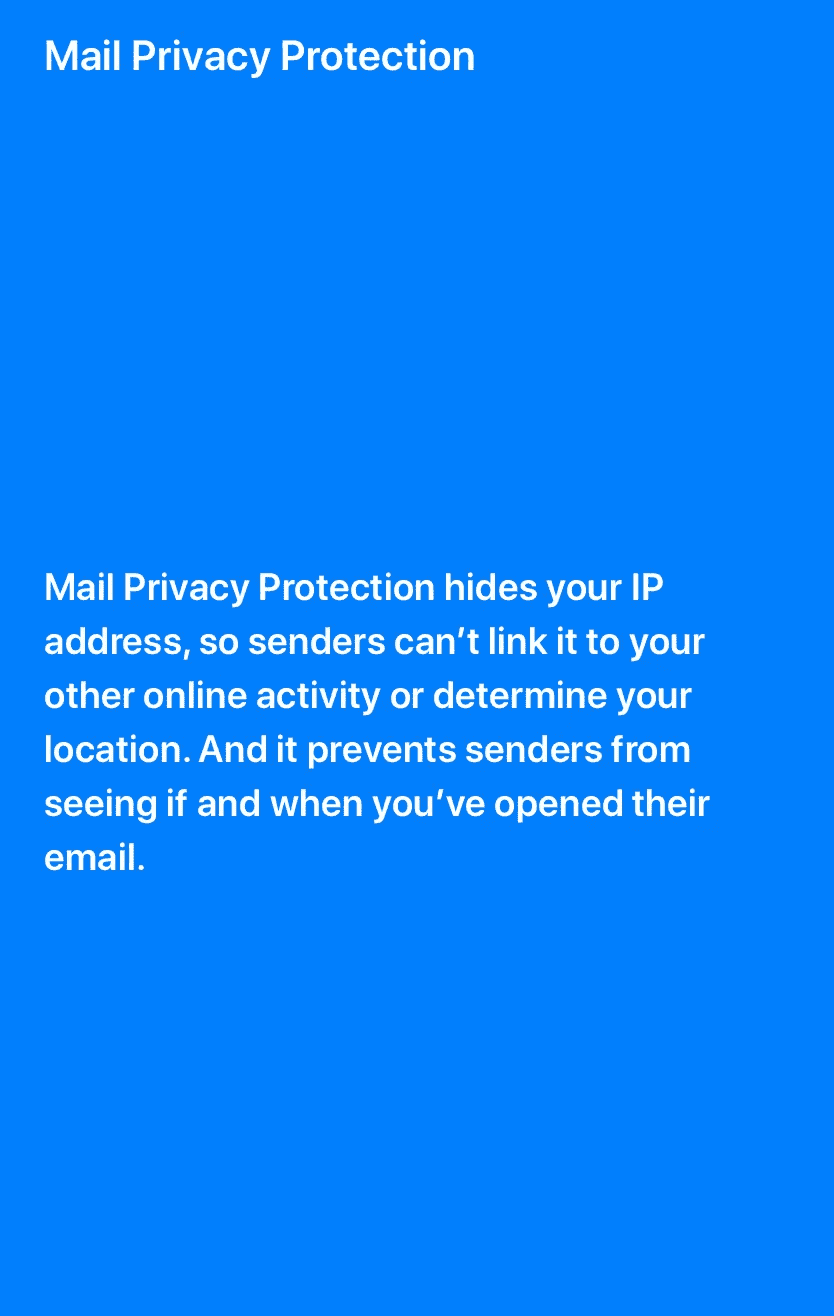 Mail Privacy Protection
Mail Privacy Protection hides your IP
address, so senders can’t link it to your
other online activity or determine your
location. And it prevents senders from
seeing if and when you’ve opened their
email.